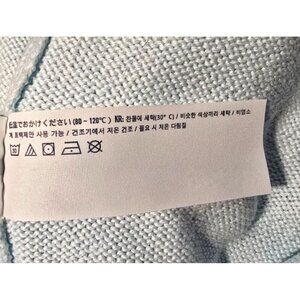 低温でおかけください (80 – 120°C) KR: 찬물에 세탁(30° C) / 비슷한 색상끼리 세탁 / 비염소
계 표백제만 사용 가능 / 건조기에서 저온 건조 / 필요 시 저온 다림질
30